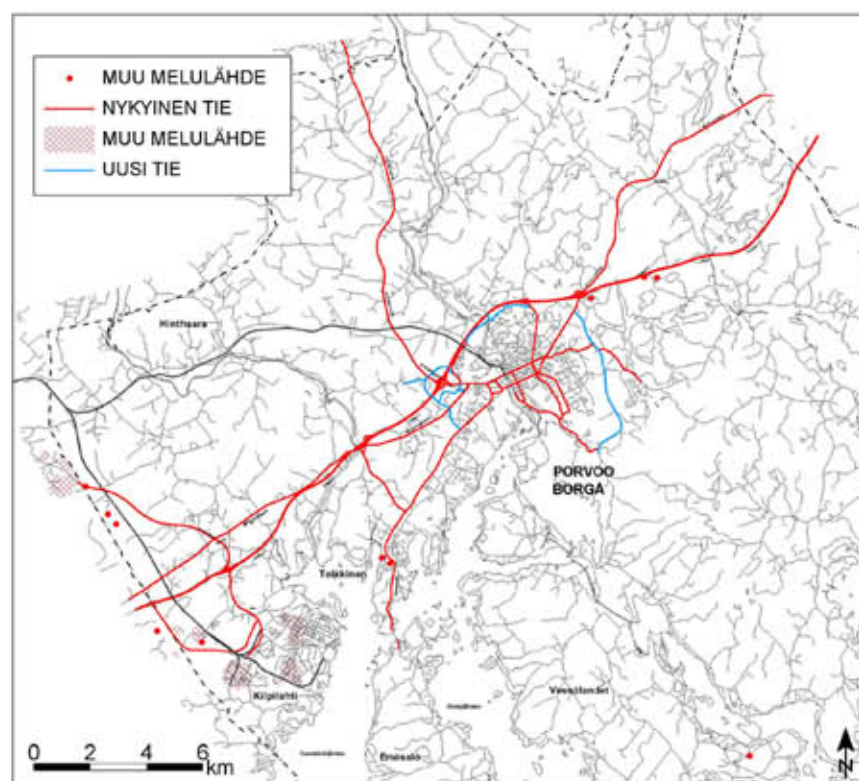 MUU MELULÄHDE
NYKYINEN TIE
MUU MELULÄHDE
UUSI TIE
Hinthaara
PORVOO
BORGÅ
Tolkkinen
Kilpilahti
Vessölandet
Emäsalo
0 2 4 6
km
N